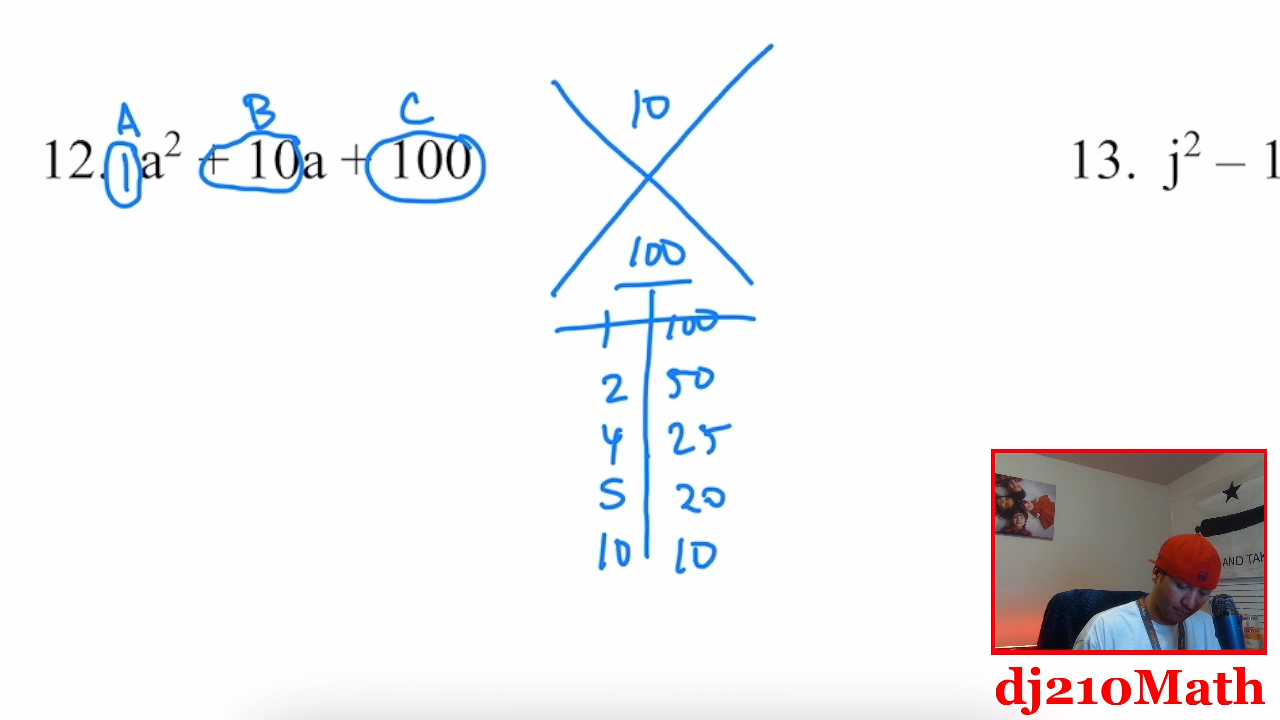 A B C
12. 1a² + 10a + 100
10
100
1 100
2 50
4 25
5 20
10 10
13. j² – 1
AND TAK
dj210Math